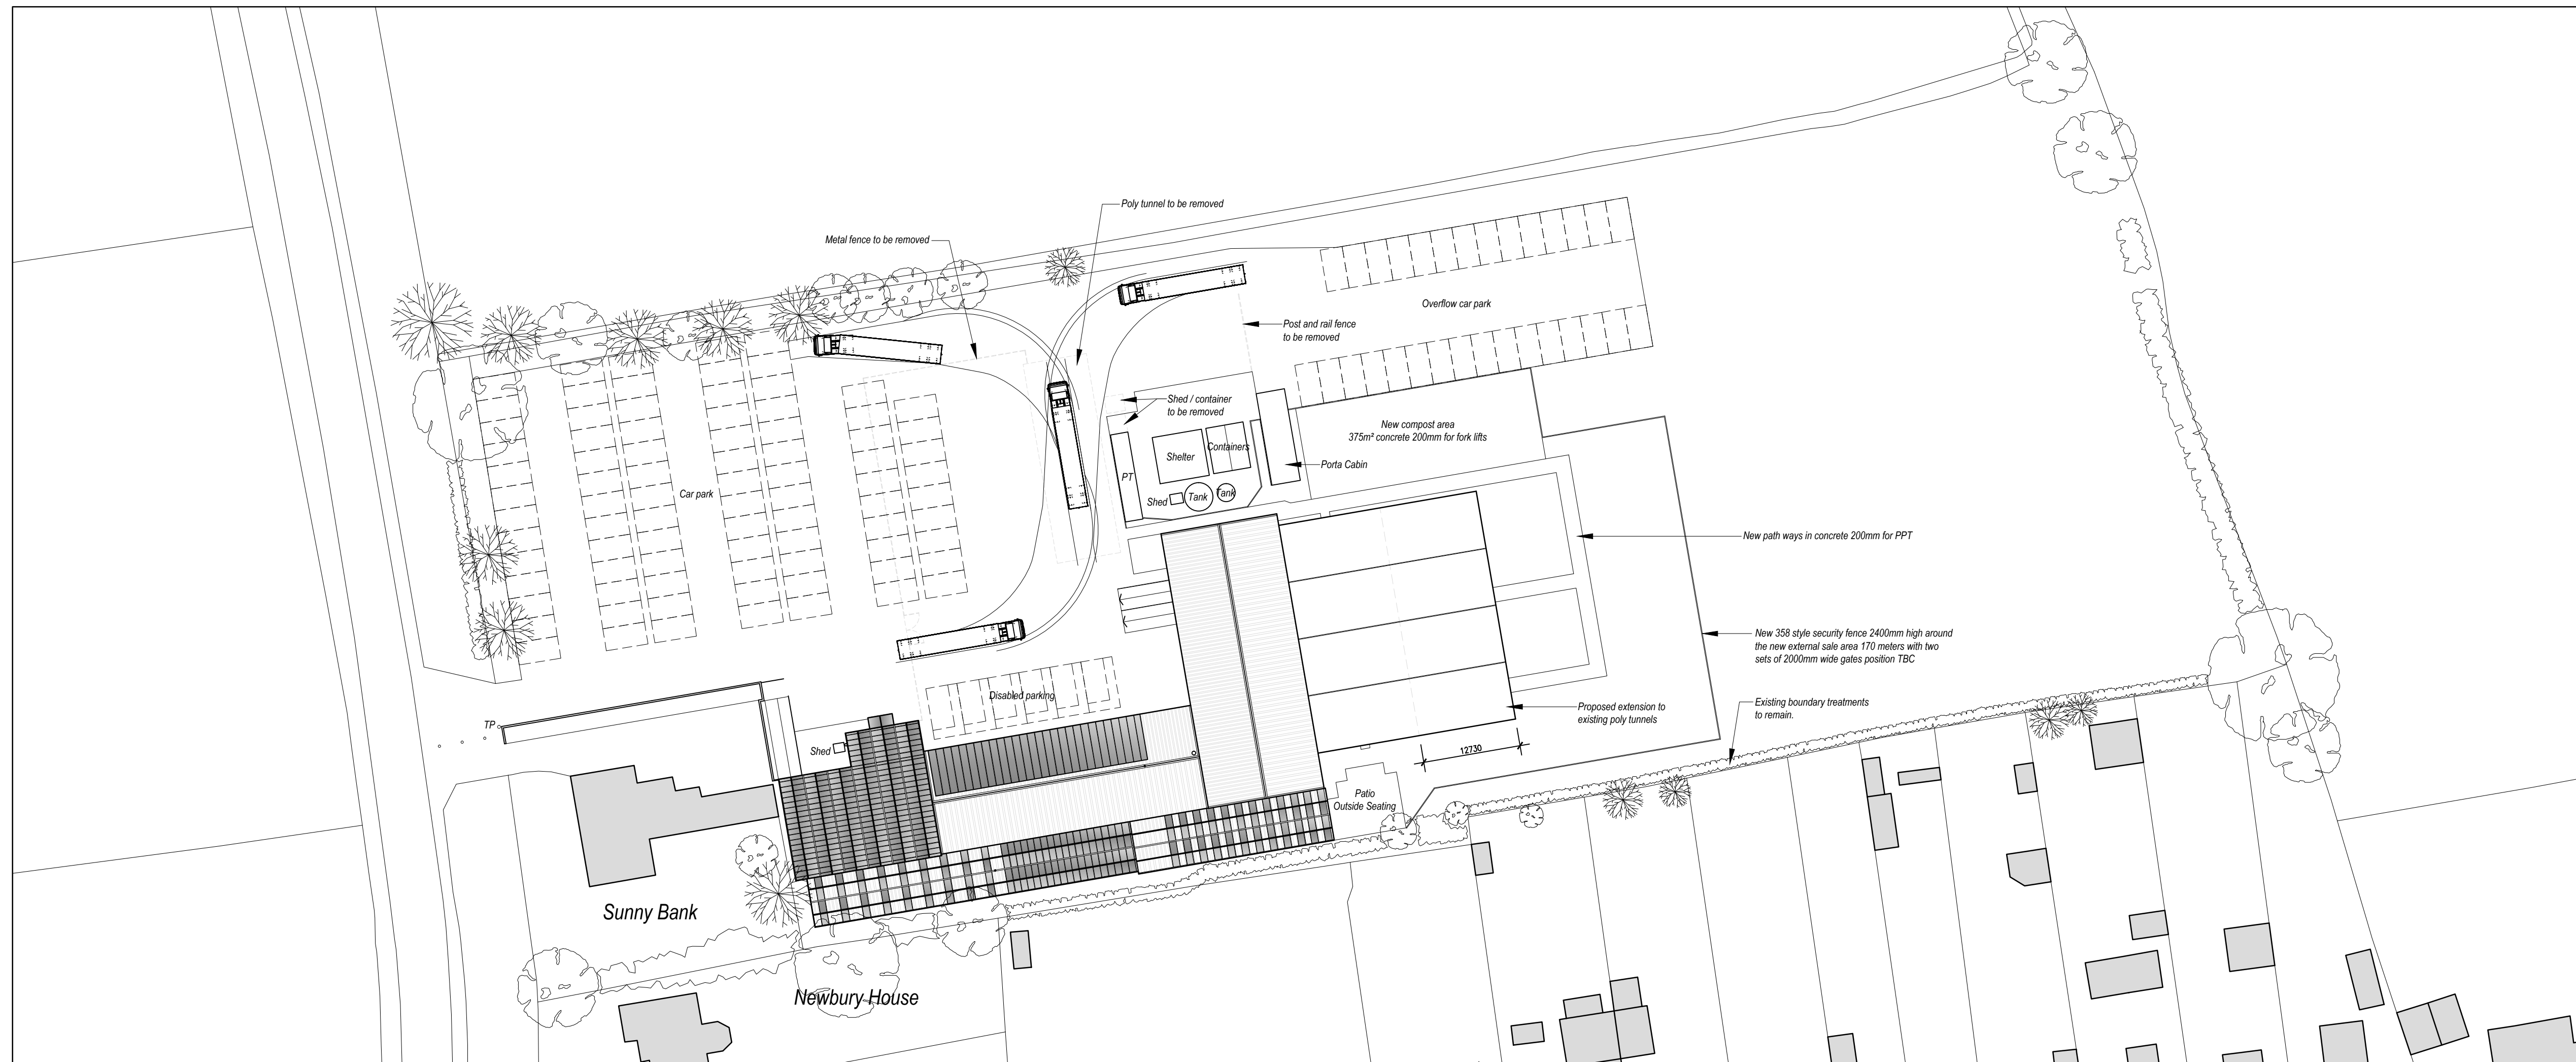 Poly tunnel to be removed
Metal fence to be removed
Overflow car park
Post and rail fence
to be removed
Shed / container
to be removed
New compost area
375m² concrete 200mm for fork lifts
Containers
Shelter
Porta Cabin
PT
Car park
Shed
Tank
Tank
New path ways in concrete 200mm for PPT
New 358 style security fence 2400mm high around
the new external sale area 170 meters with two
sets of 2000mm wide gates position TBC
Disabled parking
Existing boundary treatments
to remain.
Proposed extension to
existing poly tunnels
TP
Shed
12730
Patio
Outside Seating
Sunny Bank
Newbury House